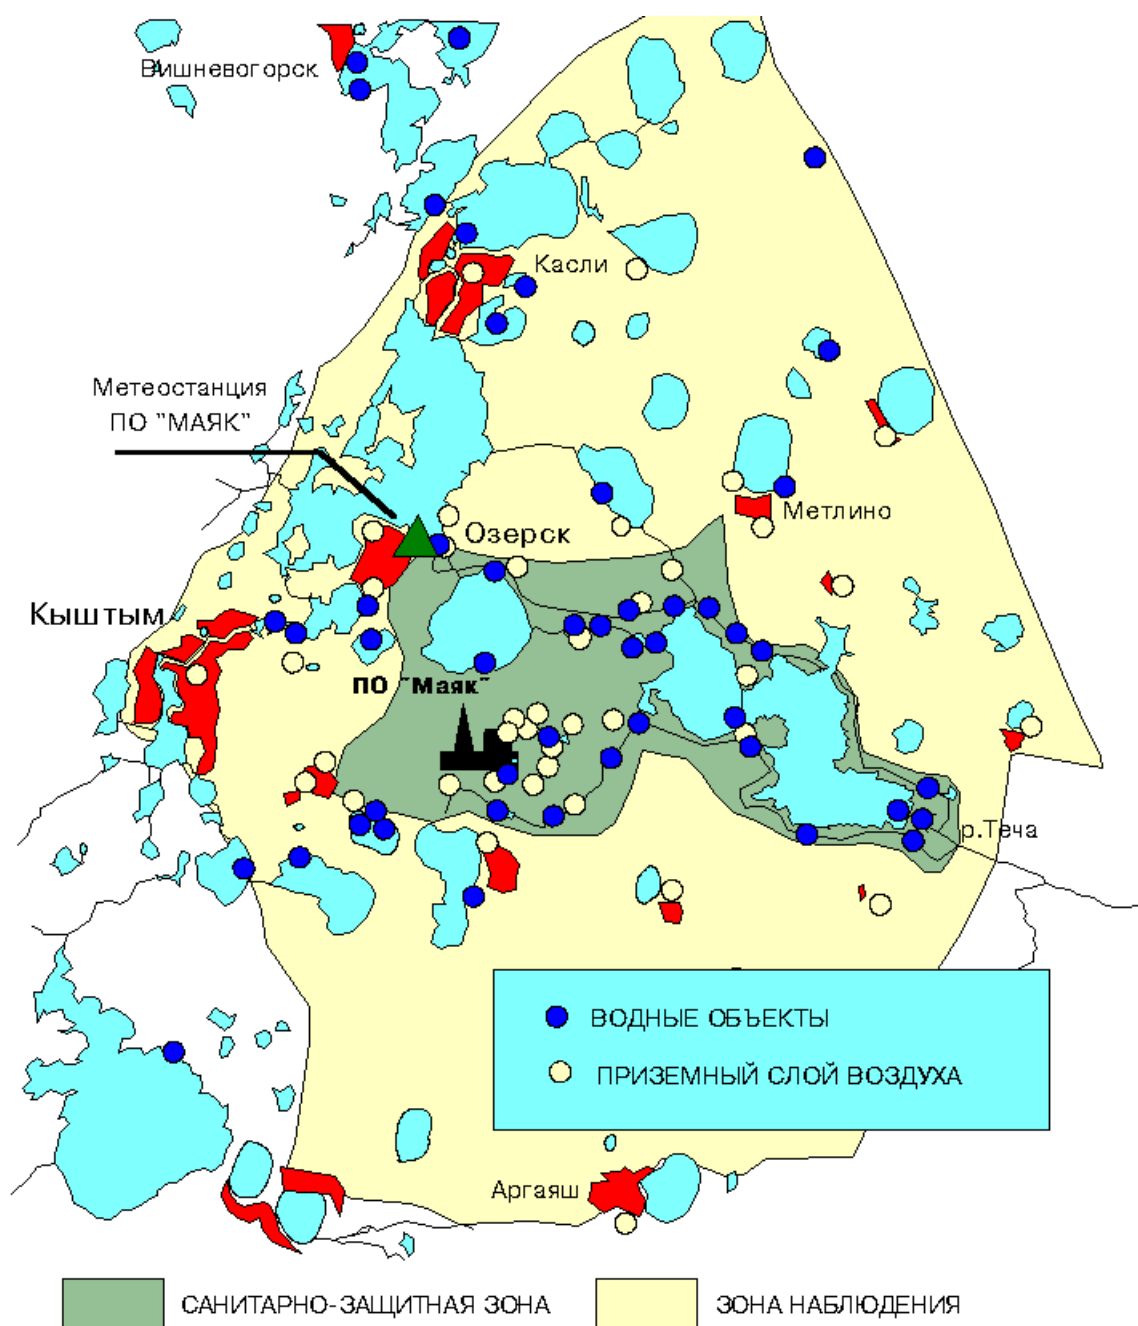 Вишневогорск
Касли
Метеостанция
ПО "МАЯК"
Метлино
Озерск
Кыштым
ПО "Маяк"
р.Теча
ВОДНЫЕ ОБЪЕКТЫ
ПРИЗЕМНЫЙ СЛОЙ ВОЗДУХА
Аргаяш
САНИТАРНО-ЗАЩИТНАЯ ЗОНА
ЗОНА НАБЛЮДЕНИЯ